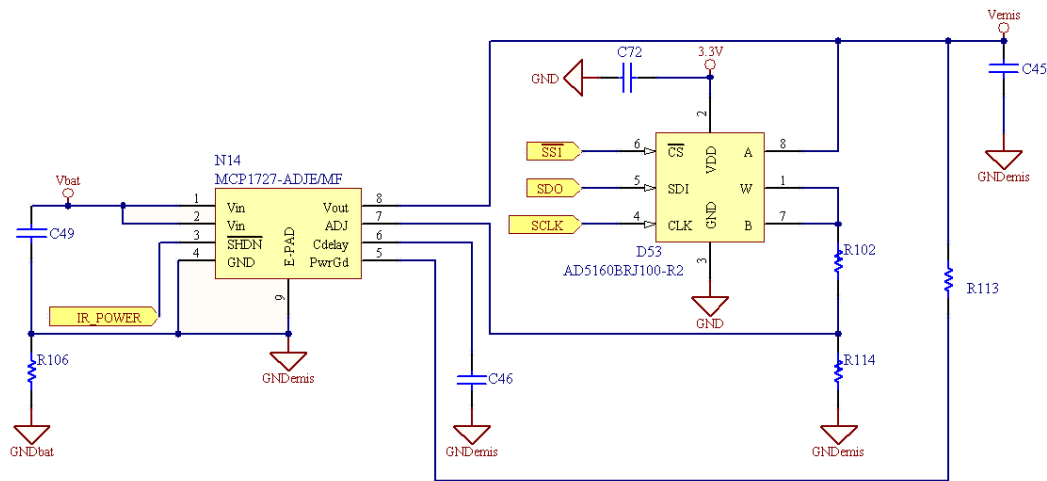 Vemis
C72
3.3V
GND
C45
2
N14
MCP1727-ADJE/MF
SS1
6
CS
VDD
A
8
GNDemis
Vbat
SDO
5
SDI
W
1
1
Vin
Vout
8
SCLK
4
CLK
GND
B
7
2
Vin
ADJ
7
C49
3
SHDN
Cdelay
6
D53
R102
4
GND
E-PAD
PwrGd
5
3
AD5160BRJ100-R2
R113
9
IR_POWER
GND
R106
GNDemis
C46
R114
GNDbat
GNDemis
GNDemis